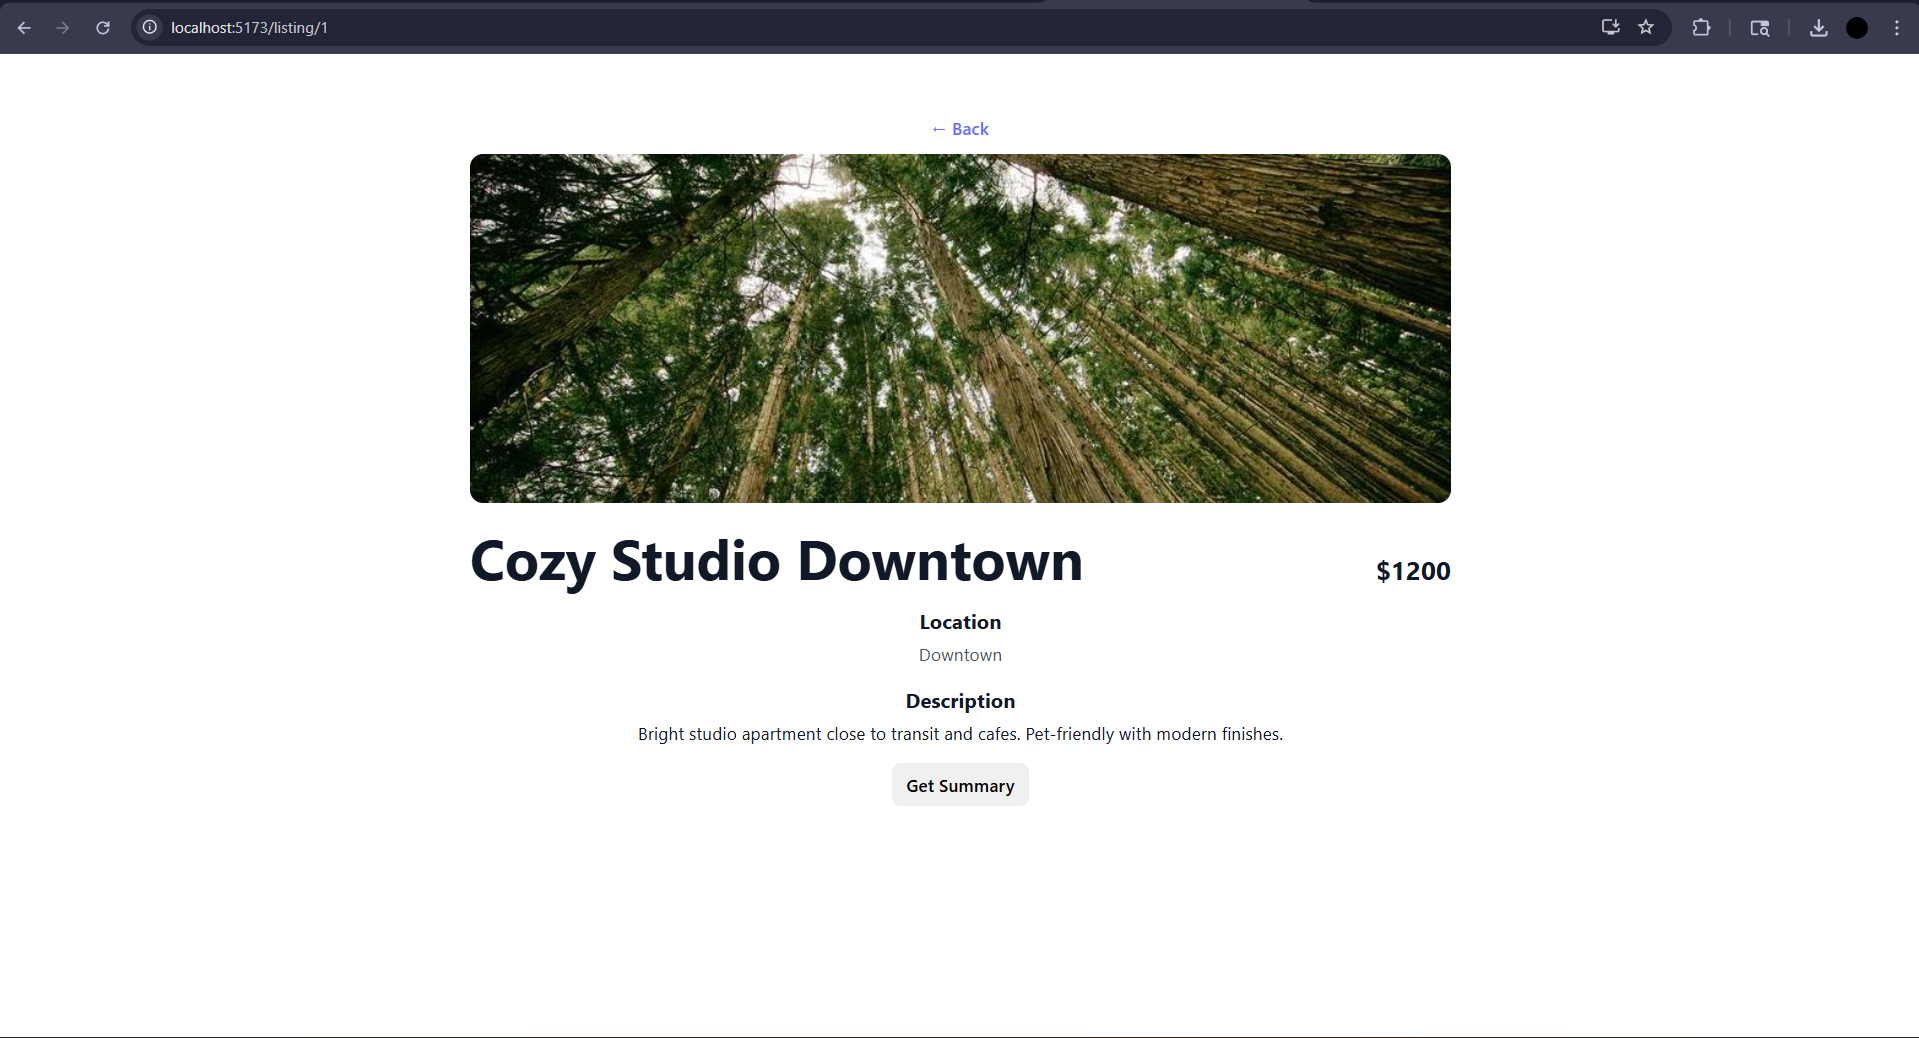 localhost:5173/listing/1
← Back
Cozy Studio Downtown
$1200
Location
Downtown
Description
Bright studio apartment close to transit and cafes. Pet-friendly with modern finishes.
Get Summary